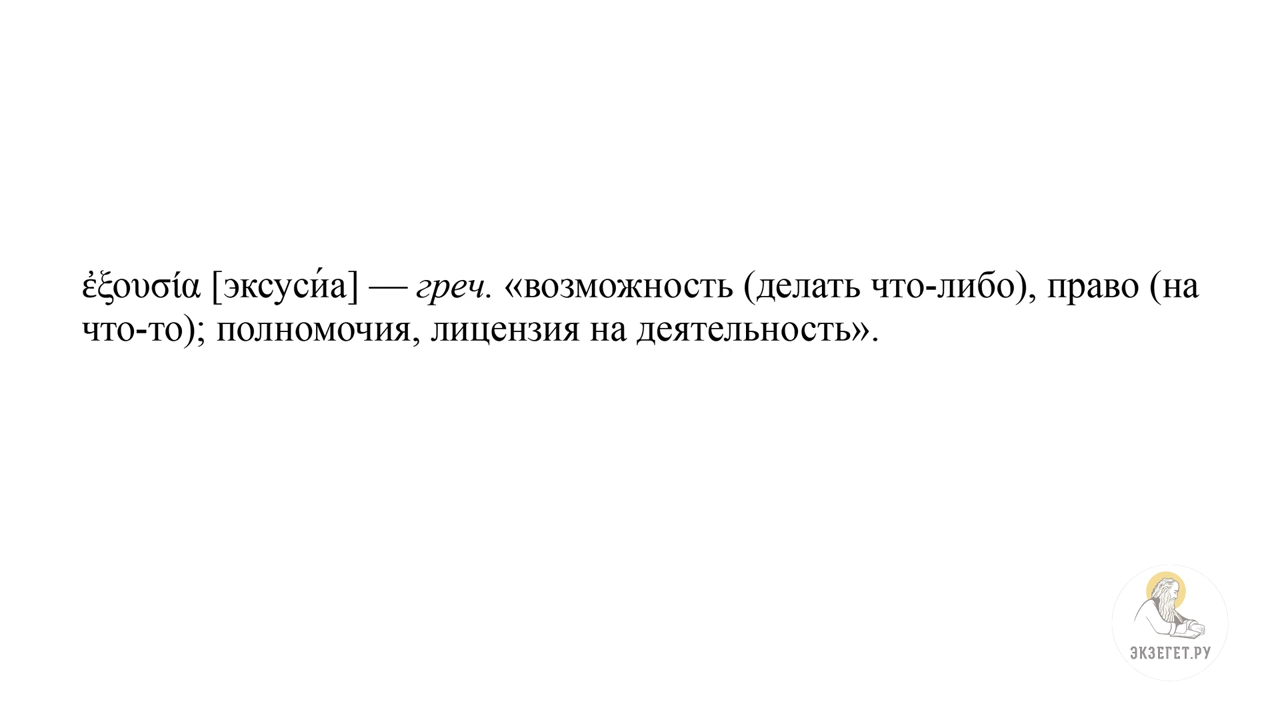 ἐξουσία [эксуси́а] — греч. «возможность (делать что-либо), право (на
что-то); полномочия, лицензия на деятельность».
ЭКЗЕГЕТ.РУ